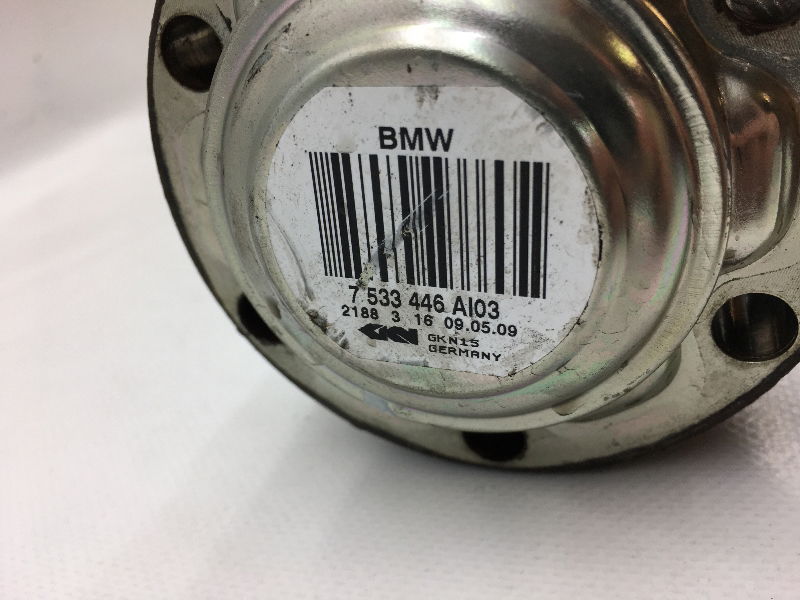 BMW
7 533 446 AI03
2188 3 16 09.05.09
GKN GKN15
GERMANY